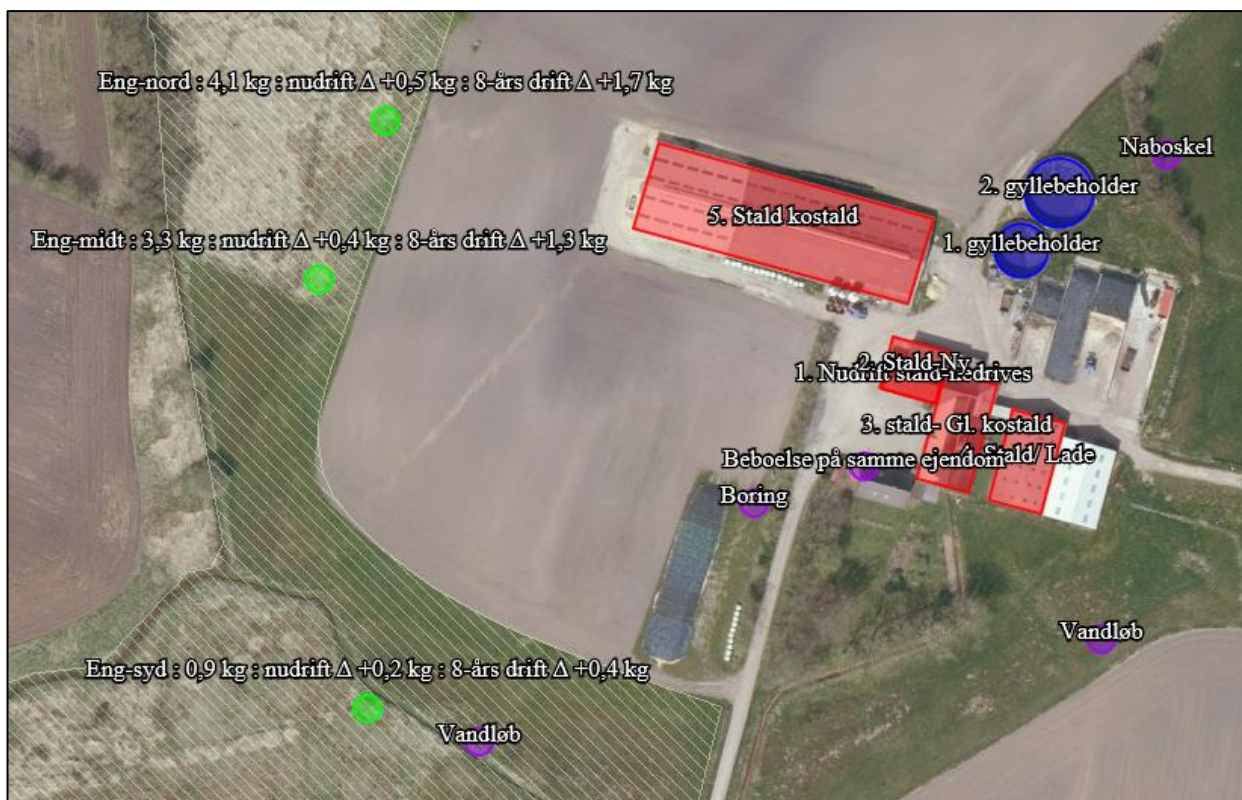 Eng-nord : 4,1 kg : nudrift Δ +0,5 kg : 8-års drift Δ +1,7 kg
Naboskel
2. gyllebeholder
5. Stald kostald
Eng-midt : 3,3 kg : nudrift Δ +0,4 kg : 8-års drift Δ +1,3 kg
1. gyllebeholder
2. Stald-Ny
1. Nudrift stald-nedrives
3. stald- Gl. kostald
4. Stald/ Lade
Beboelse på samme ejendom
Boring
Vandløb
Eng-syd : 0,9 kg : nudrift Δ +0,2 kg : 8-års drift Δ +0,4 kg
Vandløb